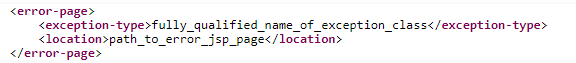 <error-page>
<exception-type>fully_qualified_name_of_exception_class</exception-type>
<location>path_to_error_jsp_page</location>
</error-page>